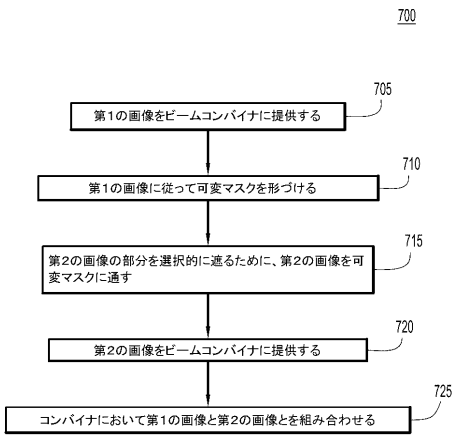 700
705
第1の画像をビームコンバイナに提供する
710
第1の画像に従って可変マスクを形づける
715
第2の画像の部分を選択的に遮るために、第2の画像を可
変マスクに通す
720
第2の画像をビームコンバイナに提供する
725
コンバイナにおいて第1の画像と第2の画像とを組み合わせる